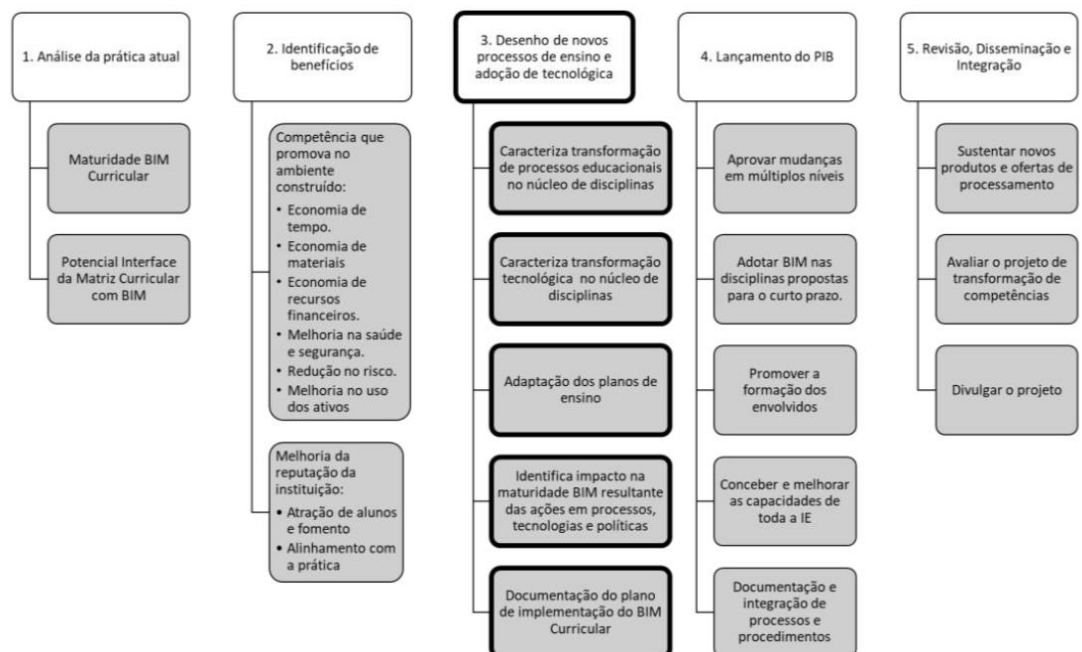 1. Análise da prática atual
Maturidade BIM
Curricular
Potencial Interface
da Matriz Curricular
com BIM
2. Identificação de
benefícios
Competência que
promova no
ambiente
construído:
• Economia de
tempo.
• Economia de
materiais
• Economia de
recursos
financeiros.
• Melhoria na saúde
e segurança.
• Redução no risco.
• Melhoria no uso
dos ativos
Melhoria da
reputação da
instituição:
• Atração de alunos
e fomento
• Alinhamento com
a prática
3. Desenho de novos
processos de ensino e
adoção de tecnológica
Caracteriza transformação
de processos educacionais
no núcleo de disciplinas
Caracteriza transformação
tecnológica no núcleo de
disciplinas
Adaptação dos planos de
ensino
Identifica impacto na
maturidade BIM resultante
das ações em processos,
tecnologias e políticas
Documentação do plano
de implementação do BIM
Curricular
4. Lançamento do PIB
Aprovar mudanças
em múltiplos níveis
Adotar BIM nas
disciplinas propostas
para o curto prazo.
Promover a
formação dos
envolvidos
Conceber e melhorar
as capacidades de
toda a IE
Documentação e
integração de
processos e
procedimentos
5. Revisão, Disseminação e
Integração
Sustentar novos
produtos e ofertas de
processamento
Avaliar o projeto de
transformação de
competências
Divulgar o projeto